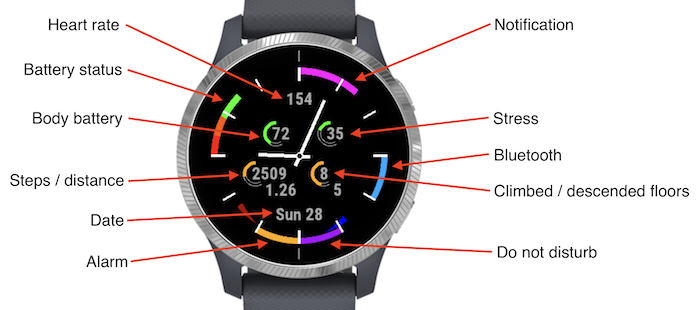 Heart rate
Notification
Battery status
154
Body battery
72
35
Stress
Bluetooth
Steps / distance
2509
8
1.26
5
Climbed / descended floors
Date
Sun 28
Do not disturb
Alarm